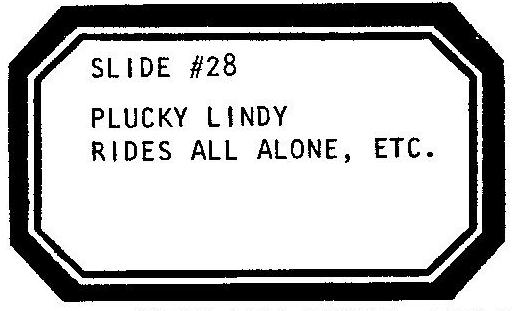 SLIDE #28
PLUCKY LINDY
RIDES ALL ALONE, ETC.